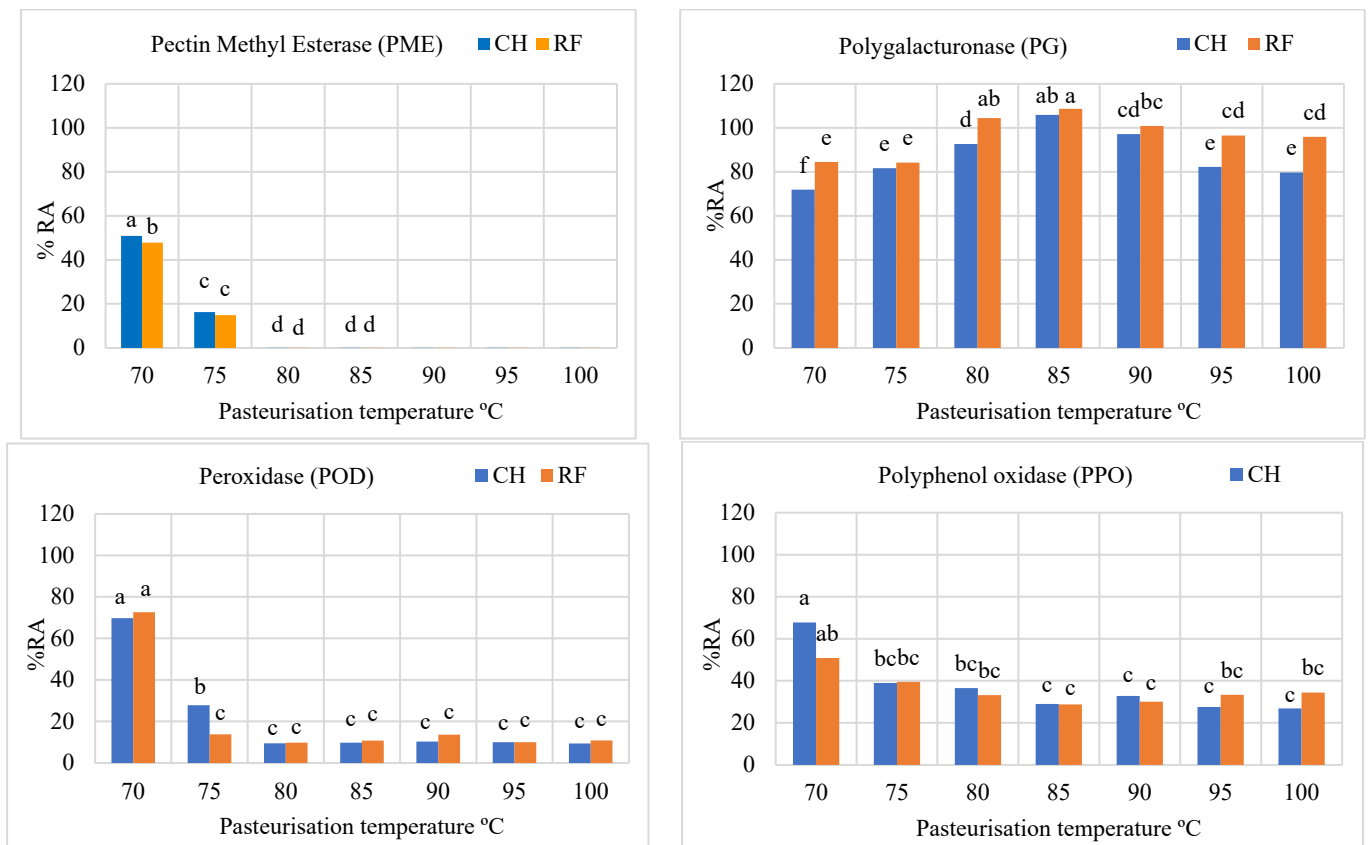 Pectin Methyl Esterase (PME) CH RF
120
100
80
60
40
20
0
% RA
a b
c c
d d
d d
70 75 80 85 90 95 100
Pasteurisation temperature ºC
Polygalacturonase (PG) CH RF
120
100
80
60
40
20
0
%RA
f e
e e
d ab
ab a
cd bc
e cd
e cd
70 75 80 85 90 95 100
Pasteurisation temperature ºC
Peroxidase (POD) CH RF
120
100
80
60
40
20
0
%RA
a a
b c
c c
c c
c c
c c
c c
70 75 80 85 90 95 100
Pasteurisation temperature ºC
Polyphenol oxidase (PPO) CH
120
100
80
60
40
20
0
%RA
a ab
bc bc
bc bc
c c
c c
c bc
c bc
70 75 80 85 90 95 100
Pasteurisation temperature ºC